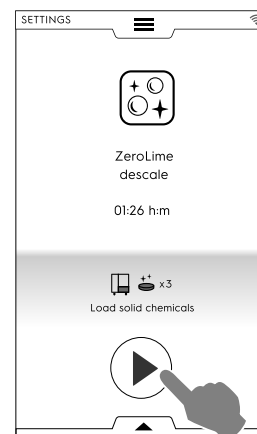 SETTINGS
ZeroLime
descale
01:26 h:m
x3
Load solid chemicals